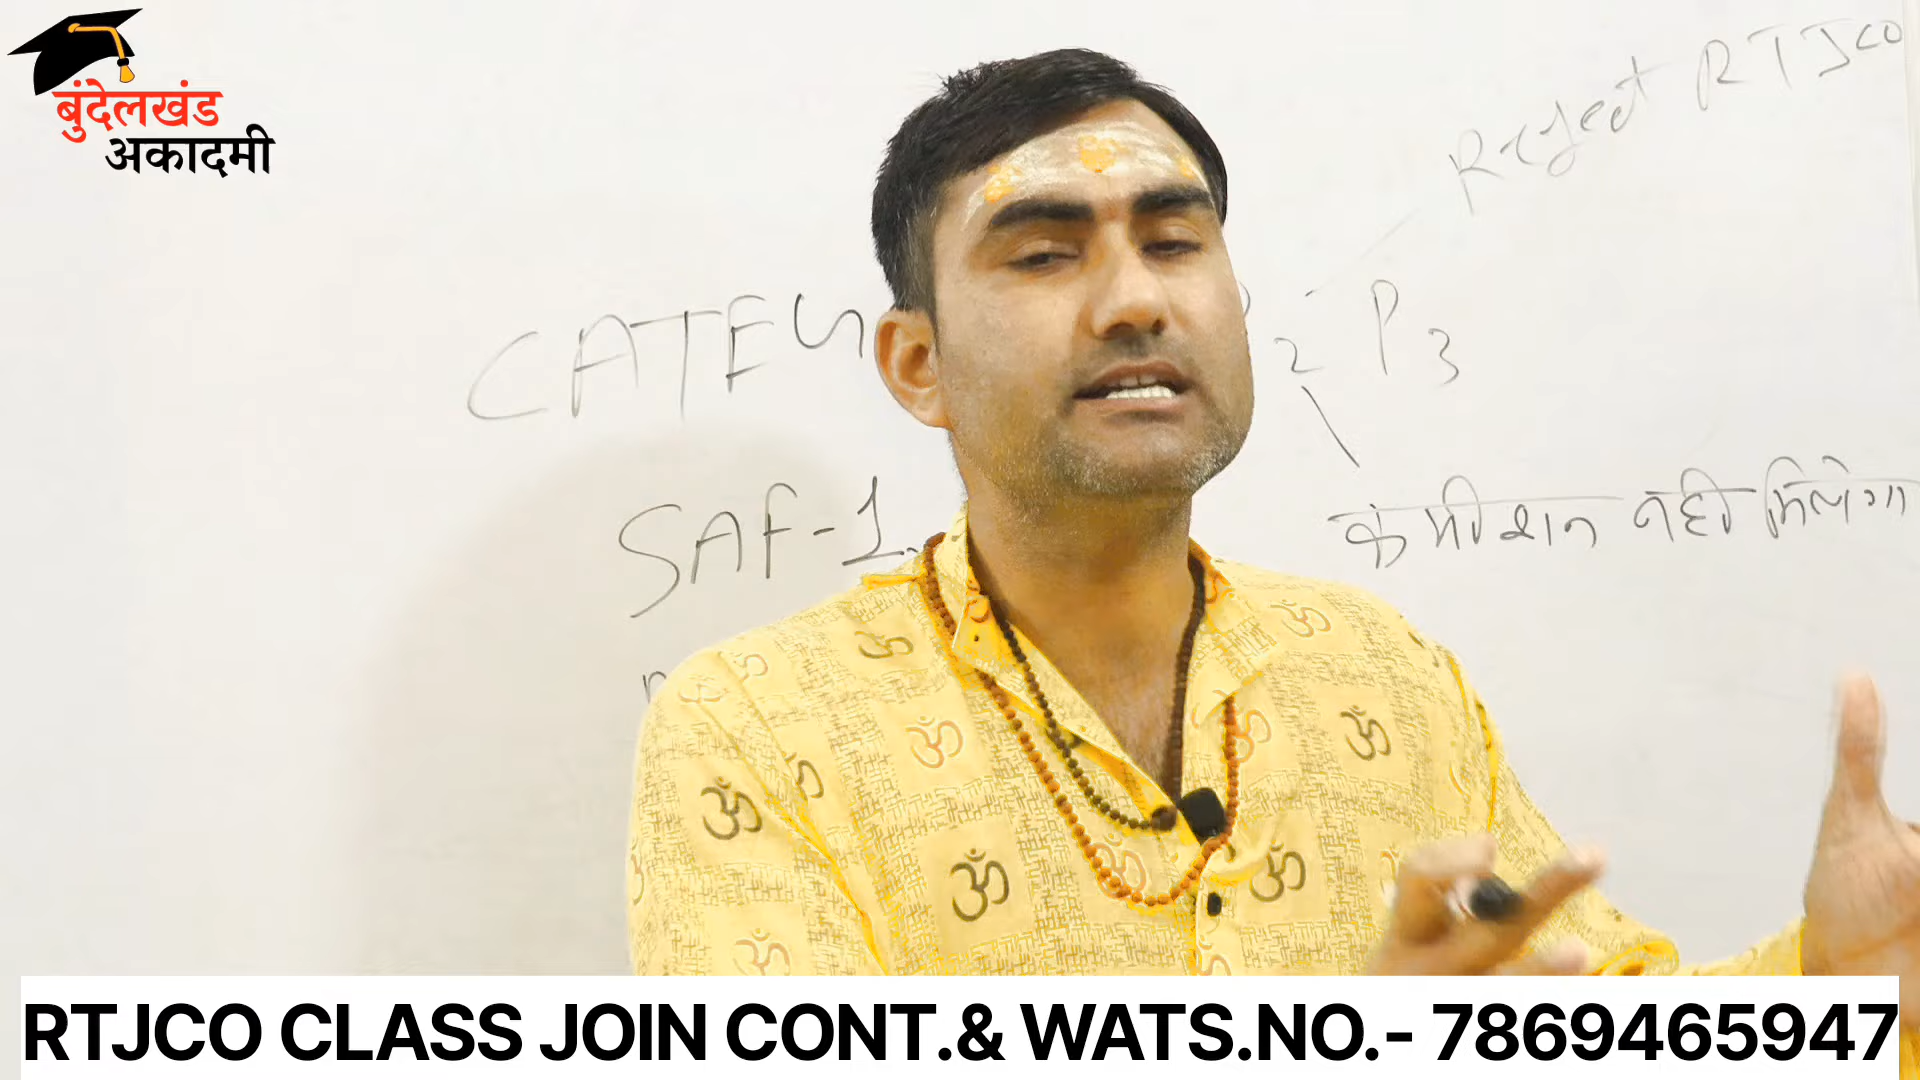 बुंदेलखंड
अकादमी
Reject RTJCO
CATEG
2 P3
SAF-1
कमीशन नही मिलेगा
RTJCO CLASS JOIN CONT.& WATS.NO.- 7869465947